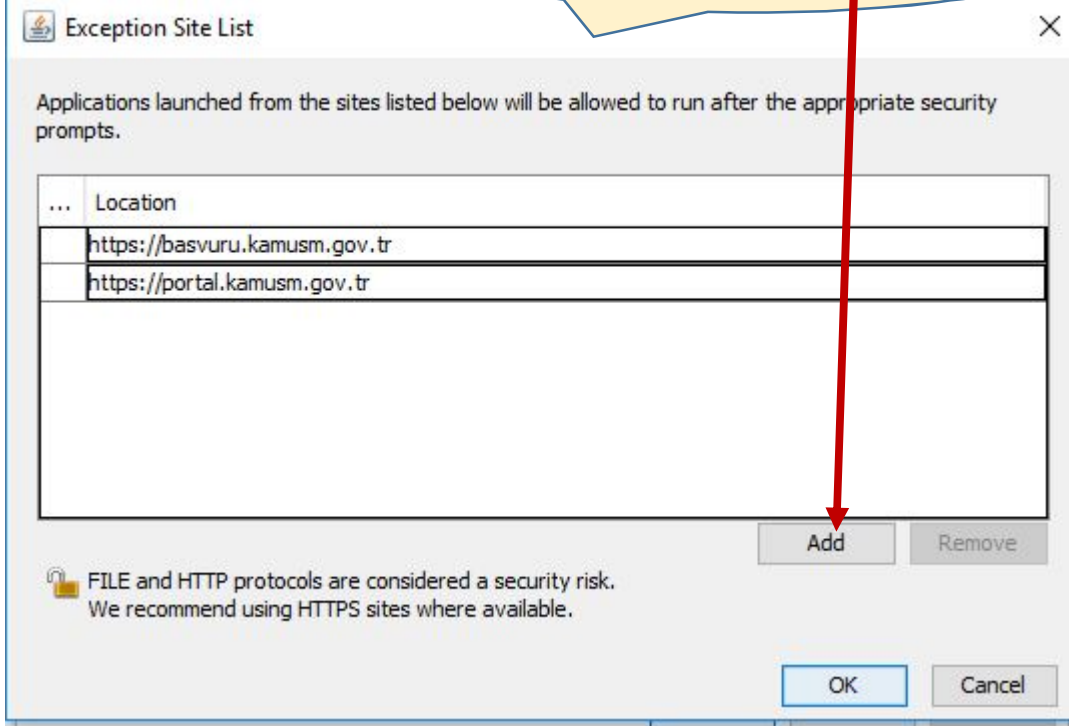 Exception Site List
Applications launched from the sites listed below will be allowed to run after the appropriate security
prompts.
... Location
https://basvuru.kamusm.gov.tr
https://portal.kamusm.gov.tr
Add Remove
FILE and HTTP protocols are considered a security risk.
We recommend using HTTPS sites where available.
OK Cancel